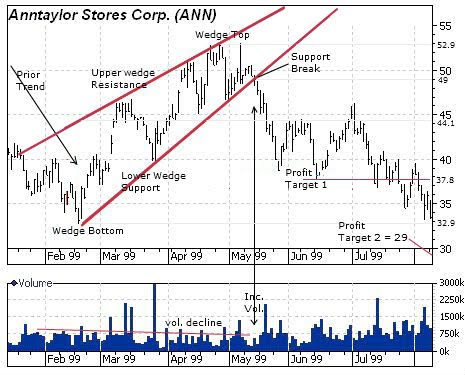 Anntaylor Stores Corp. (ANN)
55
52.9
49
44.1
41
37.8
35
32.9
30
Wedge Top
Prior
Trend
Upper wedge
Resistance
Support
Break
Lower Wedge
Support
Profit
Target 1
Profit
Target 2 = 29
Wedge Bottom
Feb 99
Mar 99
Apr 99
May 99
Jun 99
Jul 99
Volume
Inc.
Vol.
vol. decline
3000k
2250k
1500k
750k
0k
Feb 99
Mar 99
Apr 99
May 99
Jun 99
Jul 99